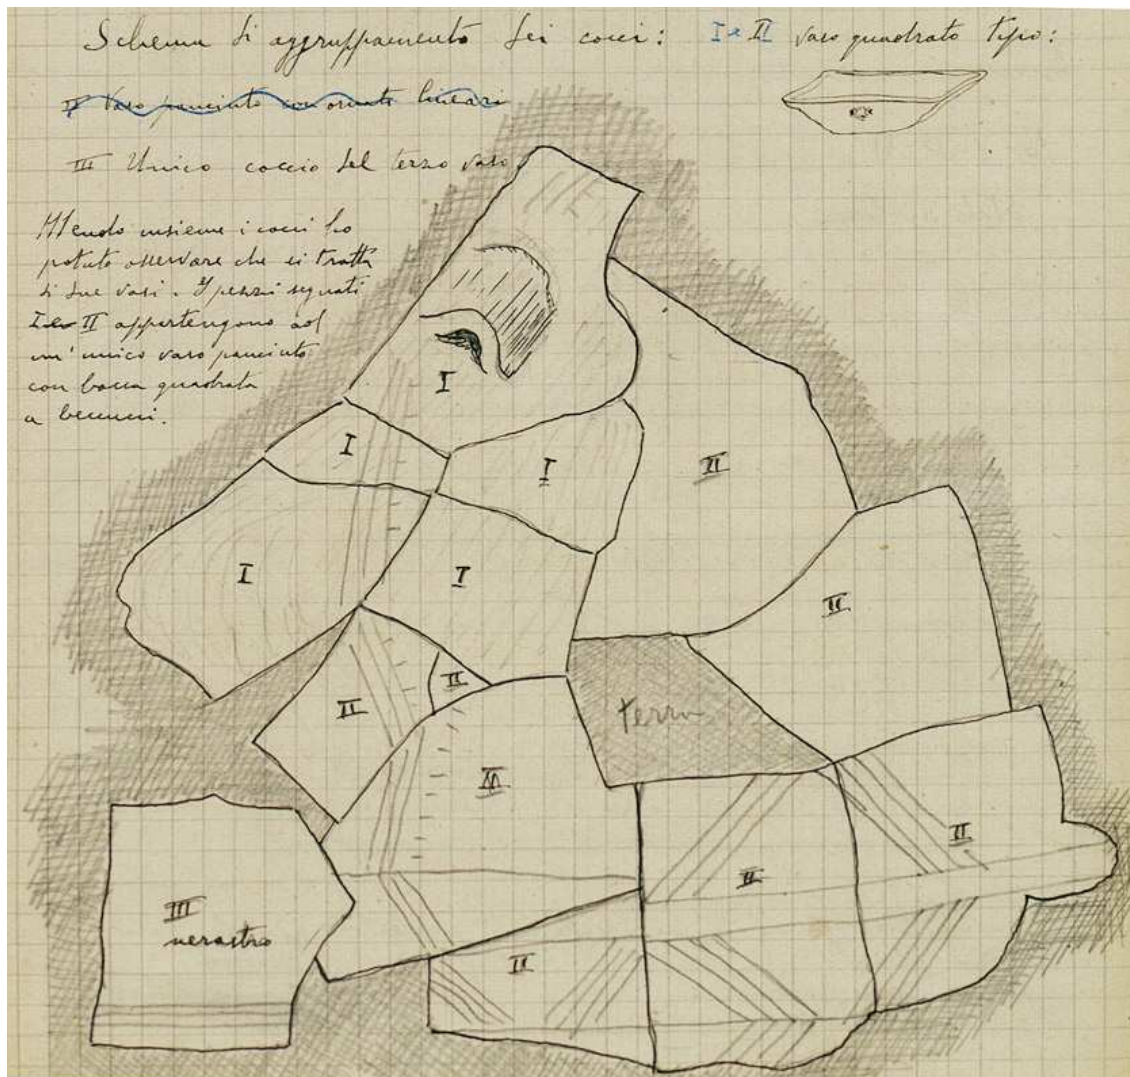 Schema di aggruppamento dei cocci: I e II vaso quadrato tipo:
II Vaso panciuto con ornati lineari
III Unico coccio del terzo vaso
Mettendo insieme i cocci ho
potuto osservare che si tratta
di due vasi. I pezzi segnati
I e II appartengono ad
un'unico vaso panciuto
con bocca quadrata
a beccucci.
I
I
I
II
I
I
II
II
II
terra
II
II
II
III
nerastro
II